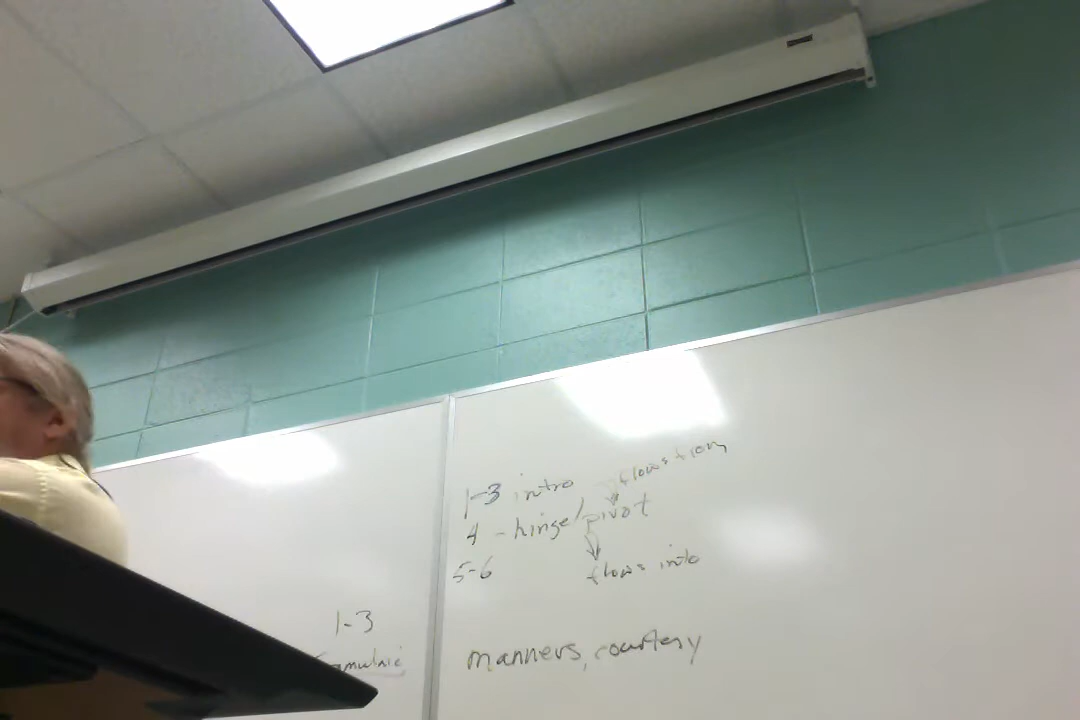 1-3 intro flows from
4 - hinge/pivot
5-6 flows into
1-3
manners, courtesy